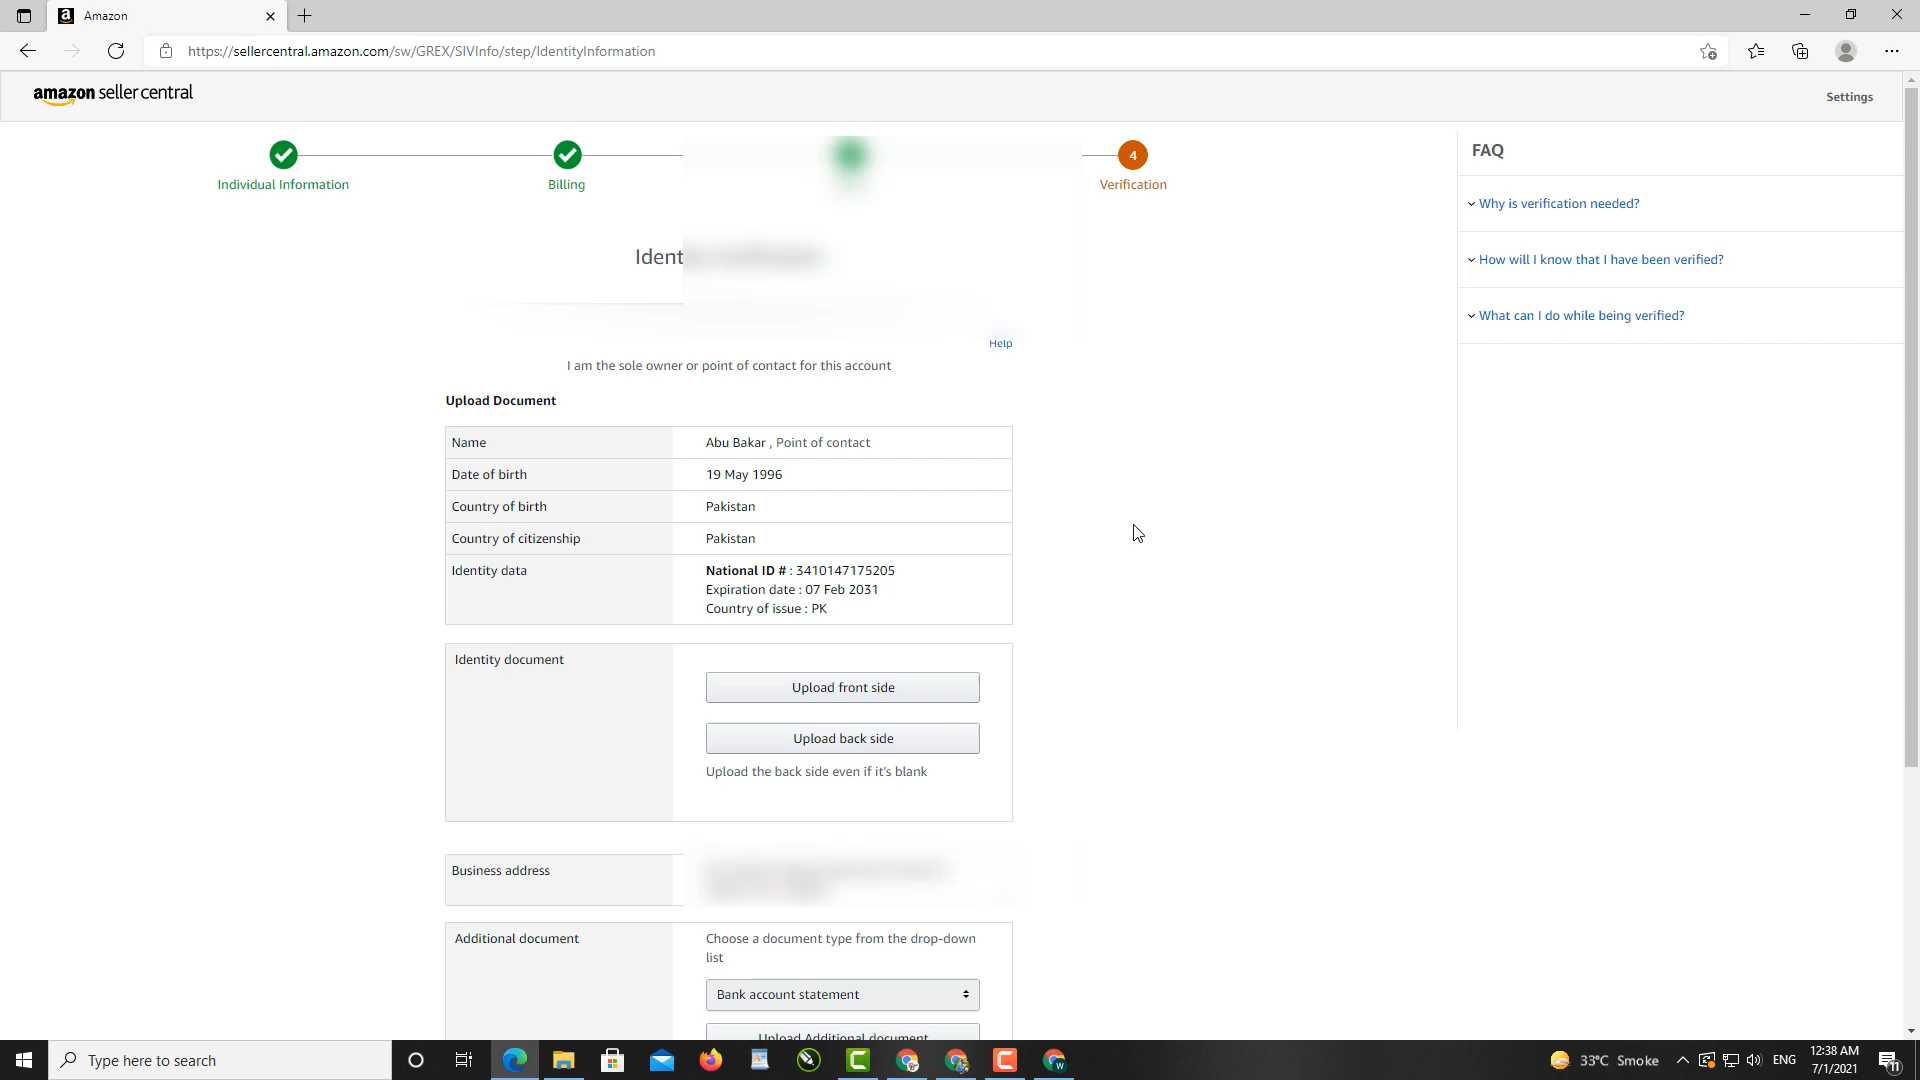 Amazon
https://sellercentral.amazon.com/sw/GREX/SIVInfo/step/IdentityInformation
amazon seller central
Settings
4
Individual Information
Billing
Verification
FAQ
Why is verification needed?
How will I know that I have been verified?
What can I do while being verified?
Help
I am the sole owner or point of contact for this account
Upload Document
Name
Abu Bakar , Point of contact
Date of birth
19 May 1996
Country of birth
Pakistan
Country of citizenship
Pakistan
Identity data
National ID # : 3410147175205
Expiration date : 07 Feb 2031
Country of issue : PK
Identity document
Upload front side
Upload back side
Upload the back side even if it's blank
Business address
Additional document
Choose a document type from the drop-down
list
Bank account statement
Upload Additional document
Type here to search
33°C Smoke
ENG
12:38 AM
7/1/2021
11